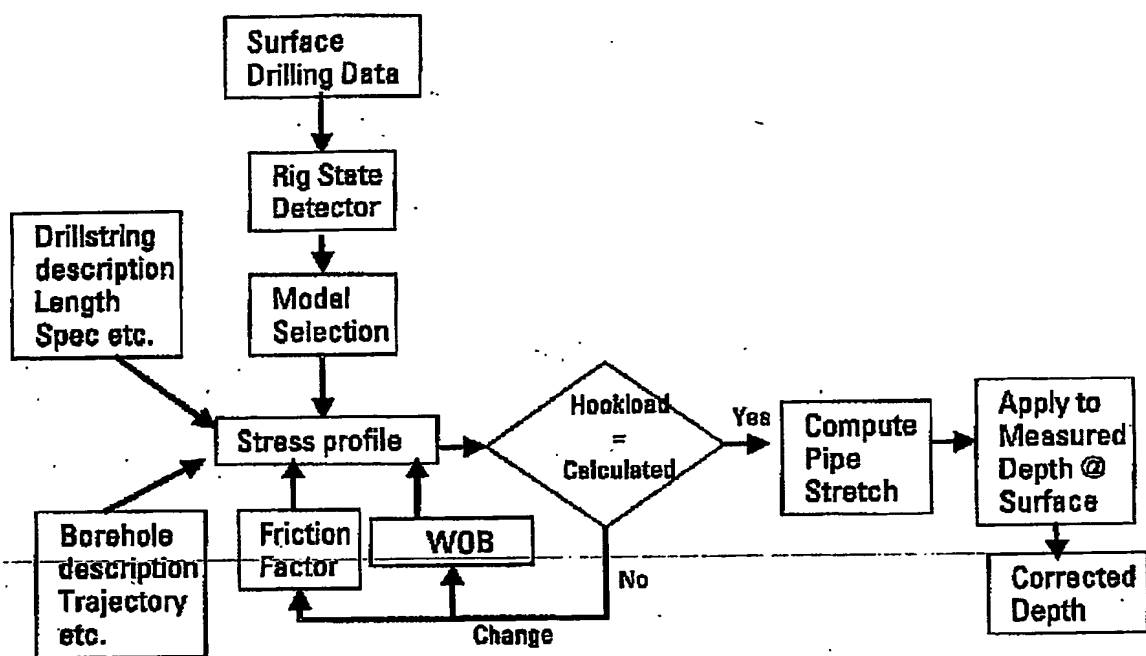 Surface
Drilling Data
Rig State
Detector
Drillstring
description
Length
Spec etc.
Model
Selection
Stress profile
Hookload
=
Calculated
Yes
Compute
Pipe
Stretch
Apply to
Measured
Depth @
Surface
Borehole
description
Trajectory
etc.
Friction
Factor
WOB
No
Change
Corrected
Depth